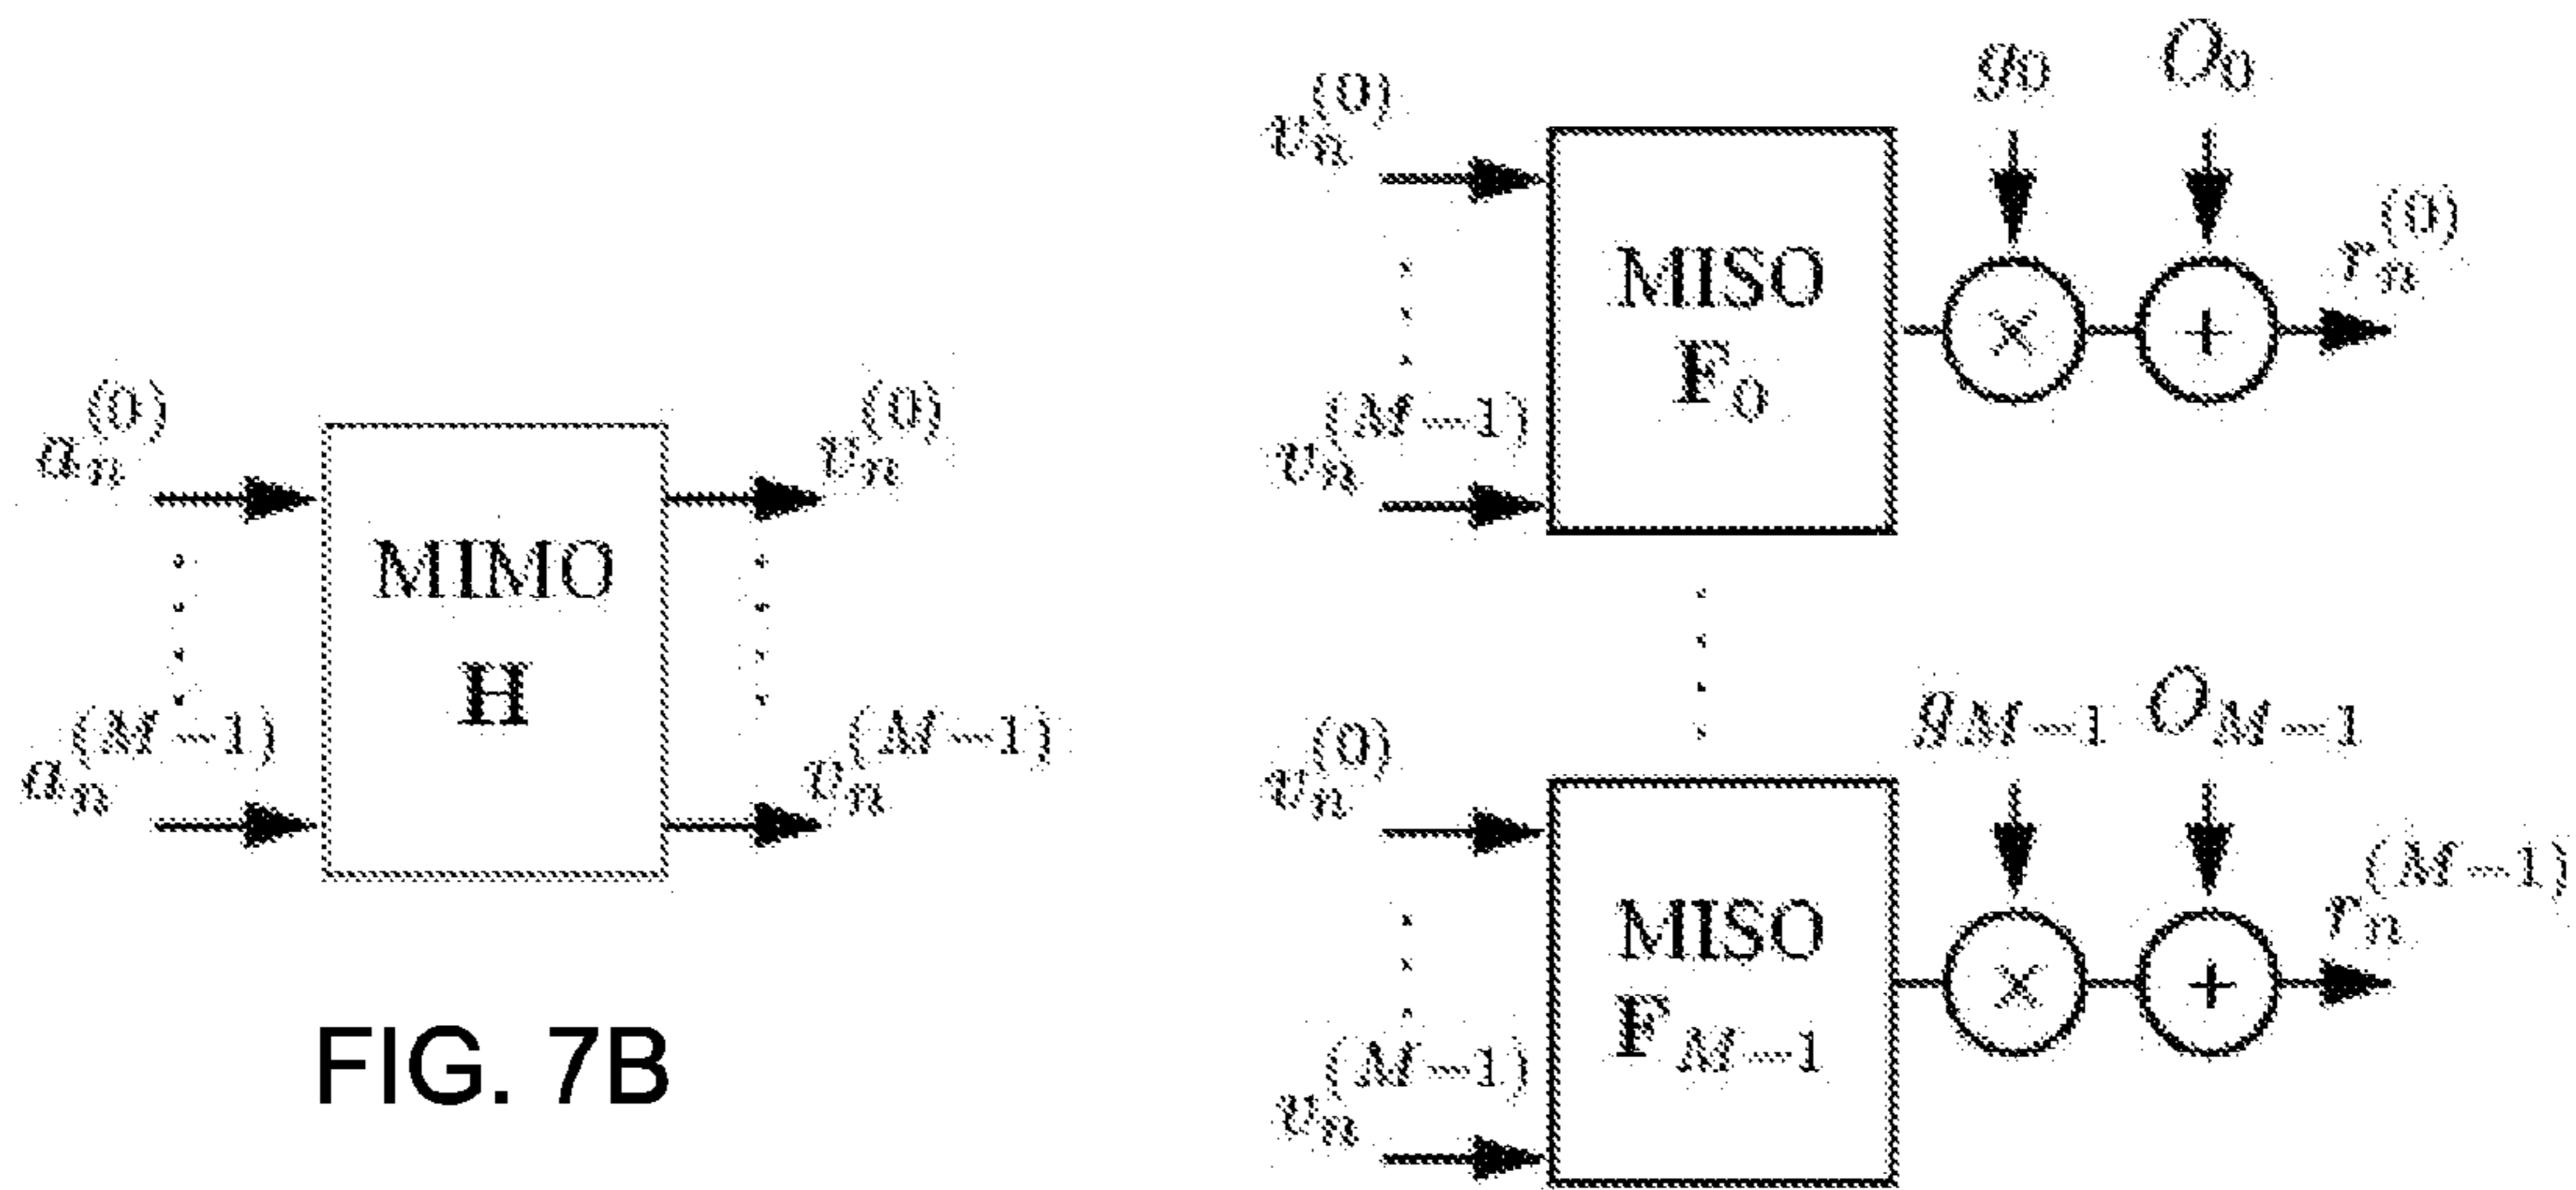 a_n^{(0)}
MIMO
H
a_n^{(M-1)}
v_n^{(0)}
v_n^{(M-1)}
FIG. 7B
v_n^{(0)}
v_n^{(M-1)}
MISO
F_0
g_0
O_0
r_n^{(0)}
v_n^{(0)}
v_n^{(M-1)}
MISO
F_{M-1}
g_{M-1}
O_{M-1}
r_n^{(M-1)}